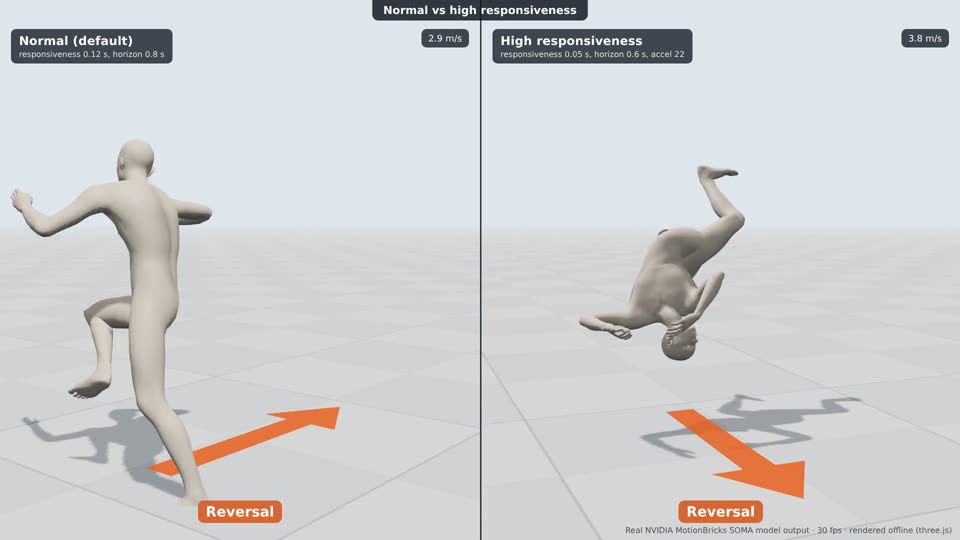 Normal vs high responsiveness
Normal (default)
responsiveness 0.12 s, horizon 0.8 s
2.9 m/s
High responsiveness
responsiveness 0.05 s, horizon 0.6 s, accel 22
3.8 m/s
Reversal
Reversal
Real NVIDIA MotionBricks SOMA model output · 30 fps · rendered offline (three.js)